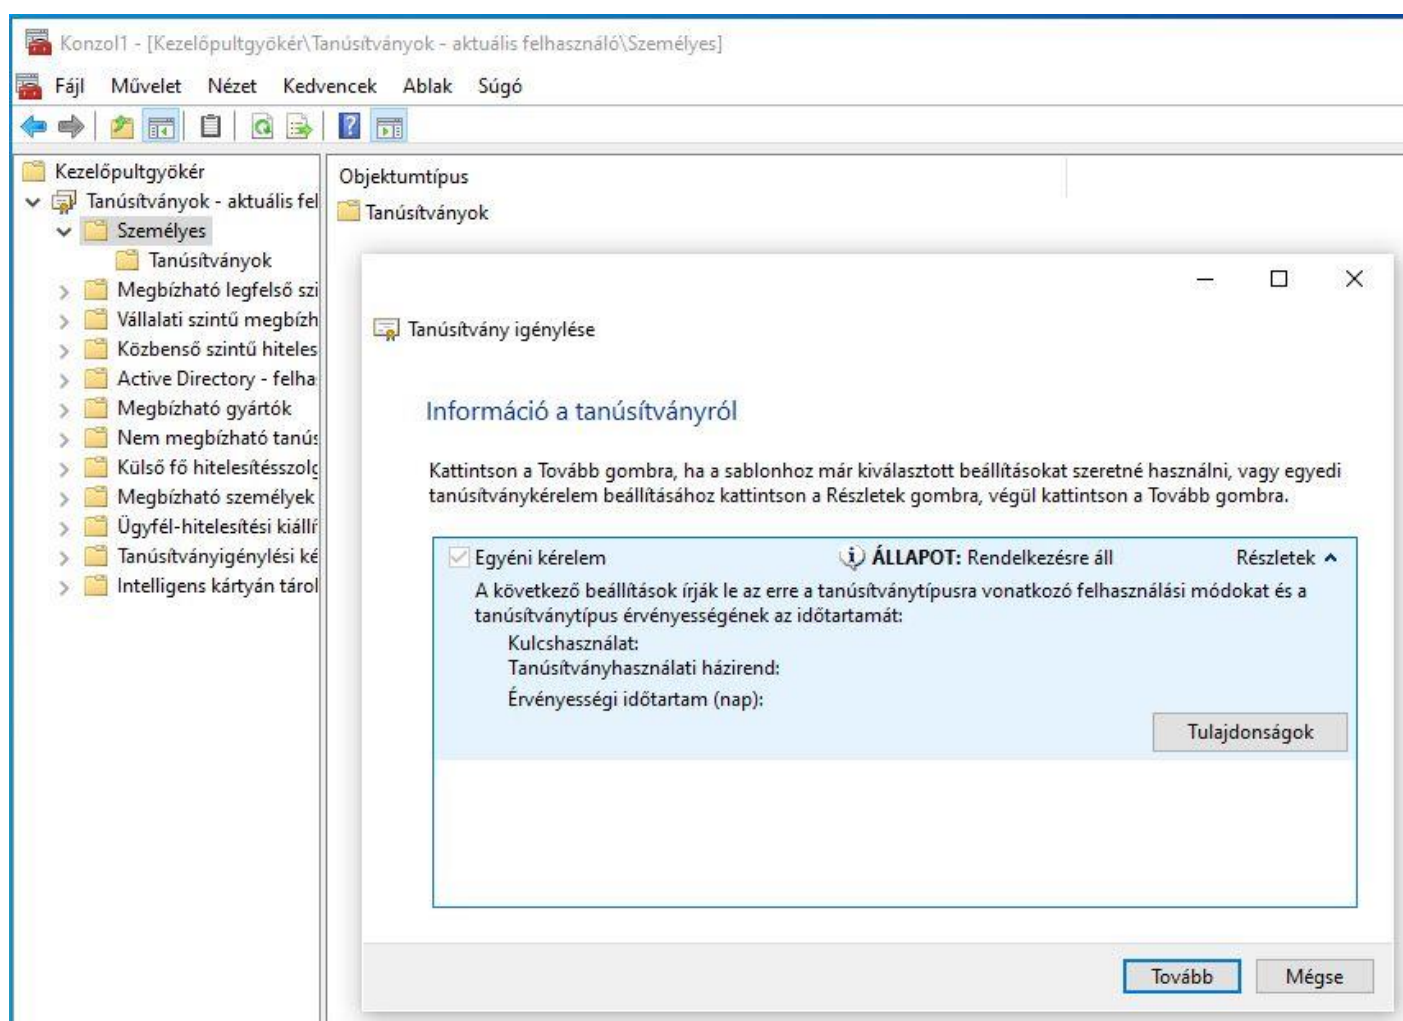 Konzol1 - [Kezelőpultgyökér\Tanúsítványok - aktuális felhasználó\Személyes]
Fájl Művelet Nézet Kedvencek Ablak Súgó
Kezelőpultgyökér
Tanúsítványok - aktuális fel
Személyes
Tanúsítványok
Megbízható legfelső szi
Vállalati szintű megbízh
Közbenső szintű hiteles
Active Directory - felha
Megbízható gyártók
Nem megbízható tanús
Külső fő hitelesítésszolg
Megbízható személyek
Ügyfél-hitelesítési kiállít
Tanúsítványigénylési ké
Intelligens kártyán tárol
Objektumtípus
Tanúsítványok
Tanúsítvány igénylése
Információ a tanúsítványról
Kattintson a Tovább gombra, ha a sablonhoz már kiválasztott beállításokat szeretné használni, vagy egyedi
tanúsítványkérelem beállításához kattintson a Részletek gombra, végül kattintson a Tovább gombra.
Egyéni kérelem ÁLLAPOT: Rendelkezésre áll Részletek
A következő beállítások írják le az erre a tanúsítványtípusra vonatkozó felhasználási módokat és a
tanúsítványtípus érvényességének az időtartamát:
Kulcshasználat:
Tanúsítványhasználati házirend:
Érvényességi időtartam (nap):
Tulajdonságok
Tovább Mégse